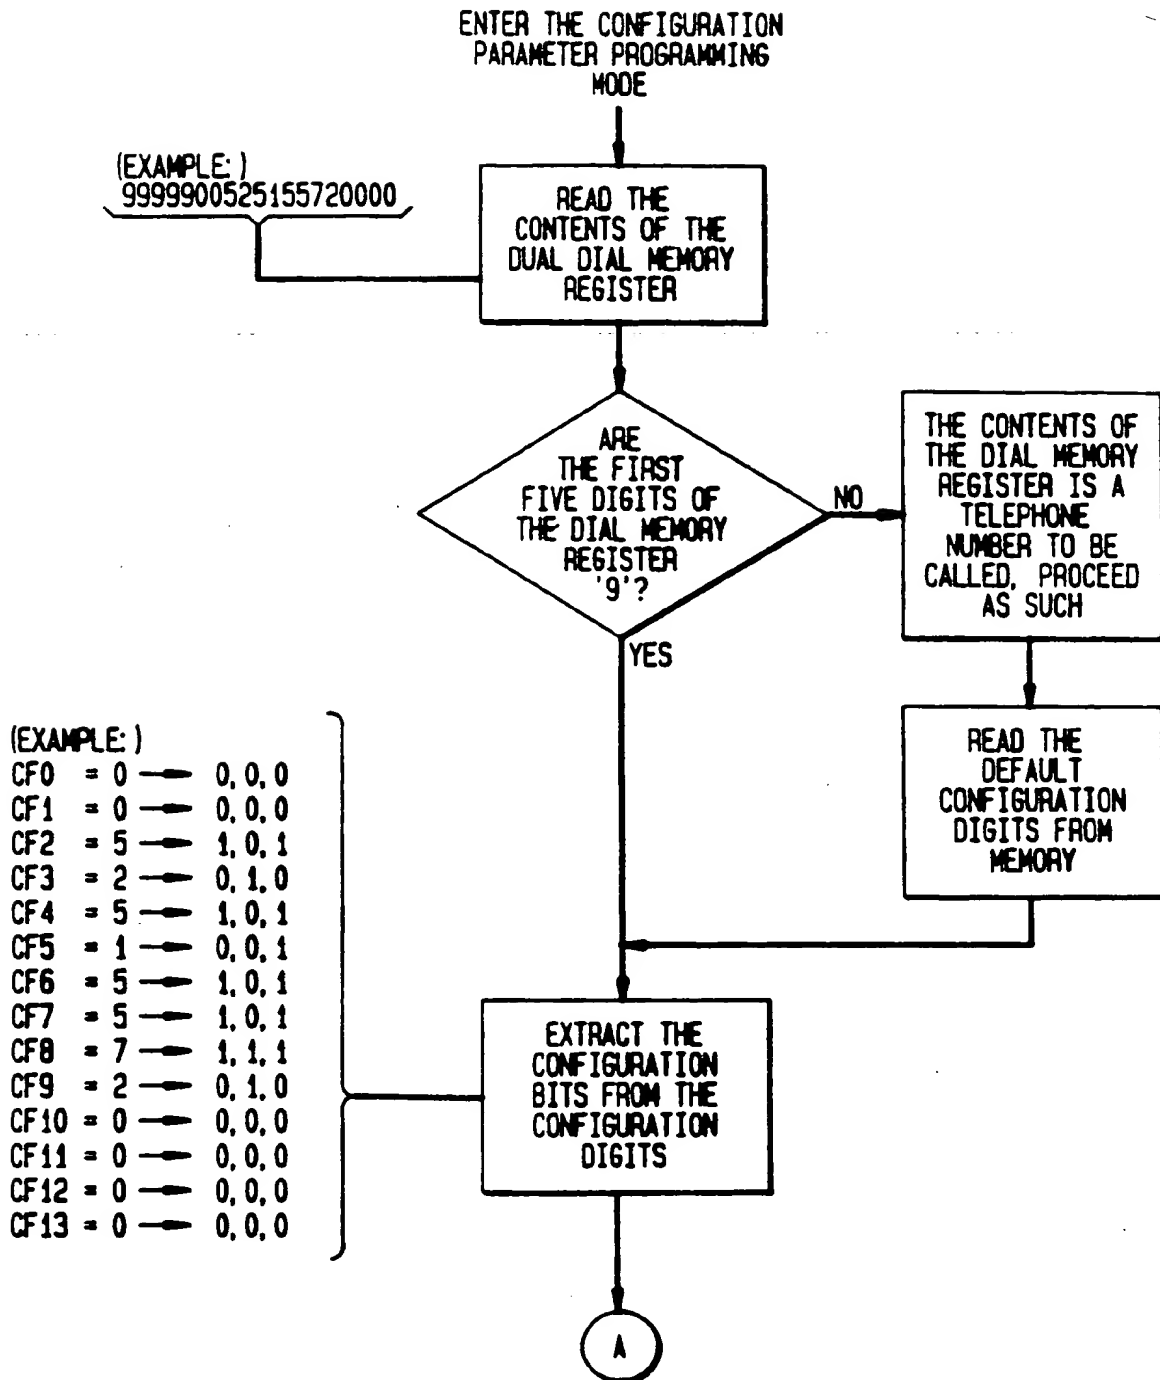 ENTER THE CONFIGURATION
PARAMETER PROGRAMMING
MODE
(EXAMPLE:)
9999900525155720000
READ THE
CONTENTS OF THE
DUAL DIAL MEMORY
REGISTER
ARE
THE FIRST
FIVE DIGITS OF
THE DIAL MEMORY
REGISTER
'9'?
NO
YES
THE CONTENTS OF
THE DIAL MEMORY
REGISTER IS A
TELEPHONE
NUMBER TO BE
CALLED, PROCEED
AS SUCH
READ THE
DEFAULT
CONFIGURATION
DIGITS FROM
MEMORY
(EXAMPLE:)
CF0 = 0 → 0, 0, 0
CF1 = 0 → 0, 0, 0
CF2 = 5 → 1, 0, 1
CF3 = 2 → 0, 1, 0
CF4 = 5 → 1, 0, 1
CF5 = 1 → 0, 0, 1
CF6 = 5 → 1, 0, 1
CF7 = 5 → 1, 0, 1
CF8 = 7 → 1, 1, 1
CF9 = 2 → 0, 1, 0
CF10 = 0 → 0, 0, 0
CF11 = 0 → 0, 0, 0
CF12 = 0 → 0, 0, 0
CF13 = 0 → 0, 0, 0
EXTRACT THE
CONFIGURATION
BITS FROM THE
CONFIGURATION
DIGITS
A